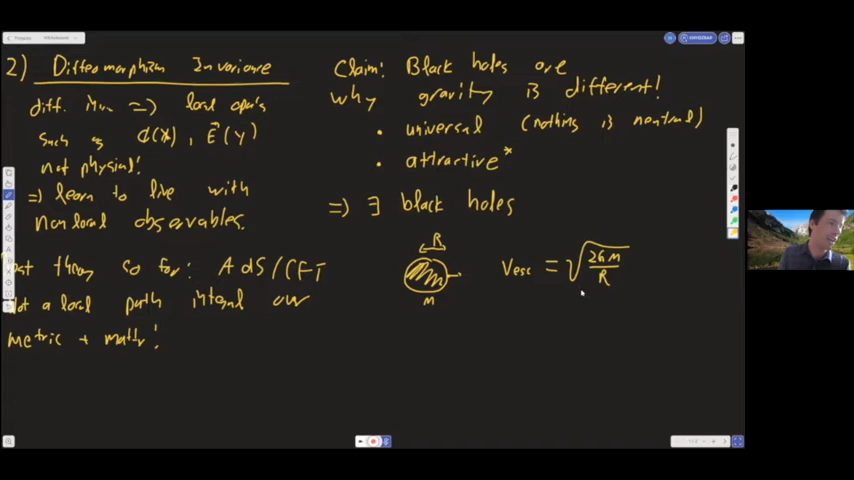 2) Diffeomorphism Invariance
diff. inv => local op's
such as φ(x), E(y)
not physical!
=> learn to live with
nonlocal observables.
theory so far: AdS/CFT
not a local path integral over
metric + matter!
Claim: Black holes are
why gravity is different!
• universal (nothing is neutral)
• attractive*
=> ∃ black holes
R
M
Vesc = √(2GM/R)